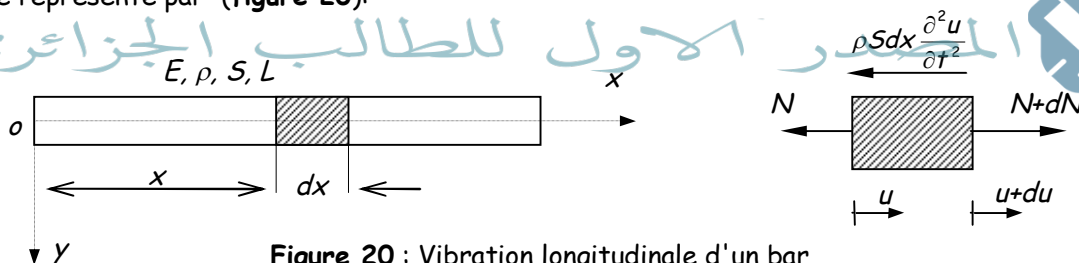 e représenté par (figure 20).
المصدر الاول للطالب الجزائري
E, ρ, S, L
x
o
x
dx
y
ρSdx ∂²u/∂t²
N
N+dN
u
u+du
Figure 20 : Vibration longitudinale d'un bar